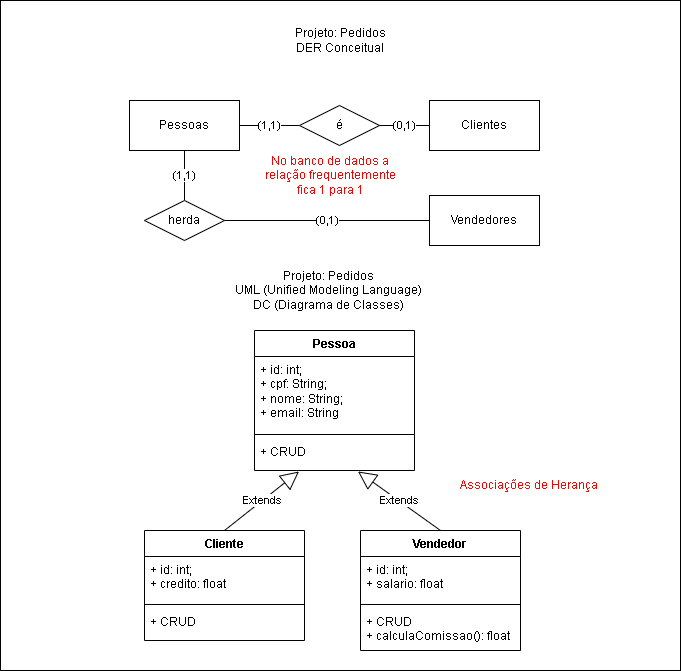 Projeto: Pedidos
DER Conceitual
Pessoas
(1,1)
é
(0,1)
Clientes
No banco de dados a
relação frequentemente
fica 1 para 1
(1,1)
herda
(0,1)
Vendedores
Projeto: Pedidos
UML (Unified Modeling Language)
DC (Diagrama de Classes)
Pessoa
+ id: int;
+ cpf: String;
+ nome: String;
+ email: String
+ CRUD
Associações de Herança
Extends
Extends
Cliente
+ id: int;
+ credito: float
+ CRUD
Vendedor
+ id: int;
+ salario: float
+ CRUD
+ calculaComissao(): float